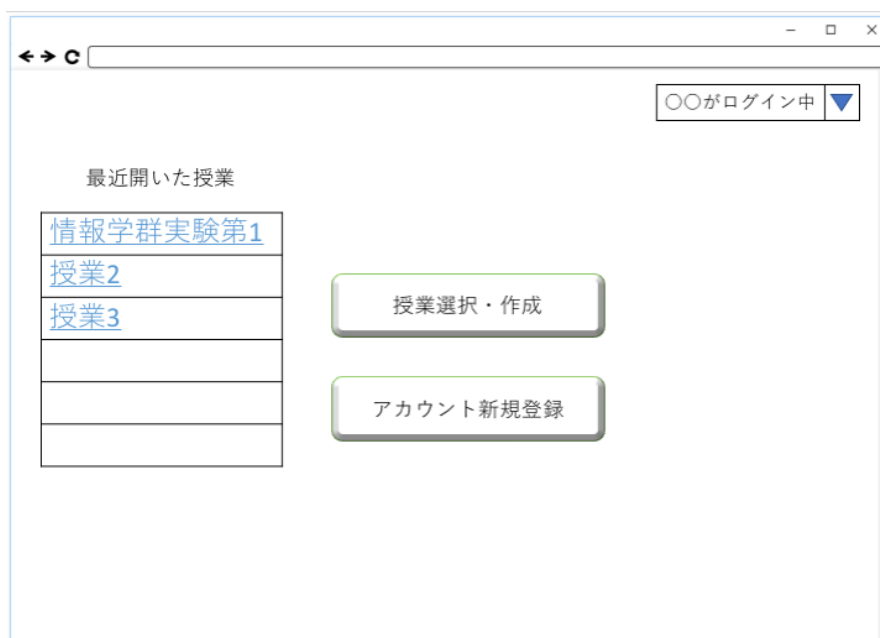 ○○がログイン中
最近開いた授業
情報学群実験第1
授業2
授業3
授業選択・作成
アカウント新規登録